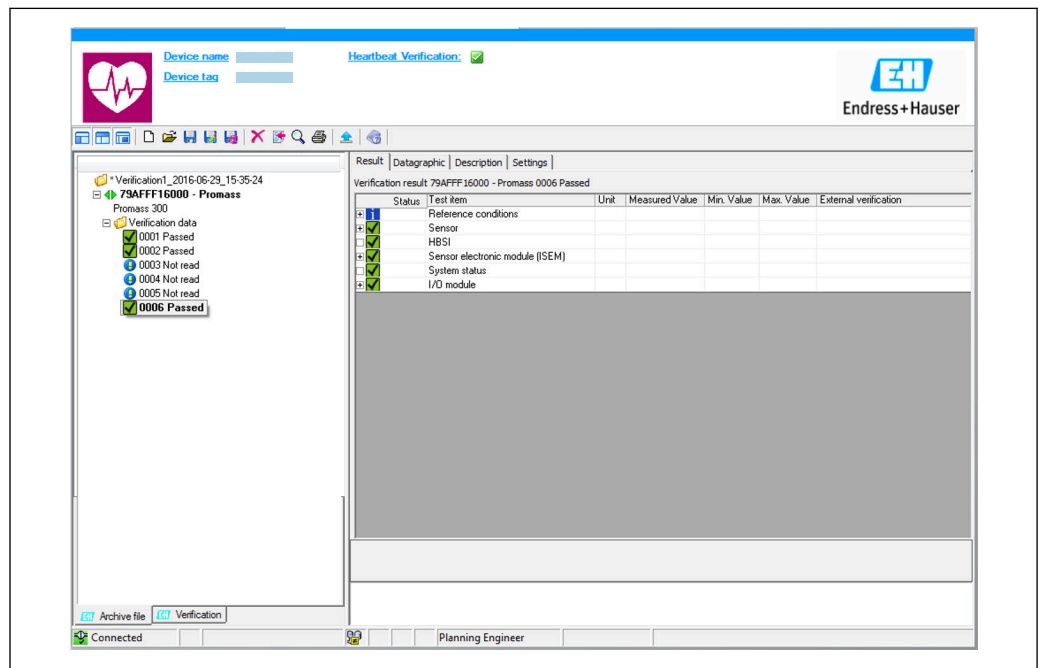 Device name
Heartbeat Verification:
Device tag
EH
Endress+Hauser
Result Datagraphic Description Settings
* Verification1_2016-06-29_15-35-24
79AFFF16000 - Promass
Promass 300
Verification data
0001 Passed
0002 Passed
0003 Not read
0004 Not read
0005 Not read
0006 Passed
Verification result 79AFFF16000 - Promass 0006 Passed
Status Test item Unit Measured Value Min. Value Max. Value External verification
Reference conditions
Sensor
HBSI
Sensor electronic module (ISEM)
System status
I/O module
Archive file Verification
Connected Planning Engineer